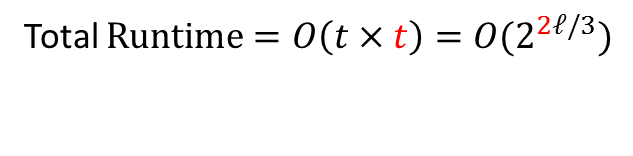 Total Runtime = O(t × t) = O(2^{2ℓ/3})